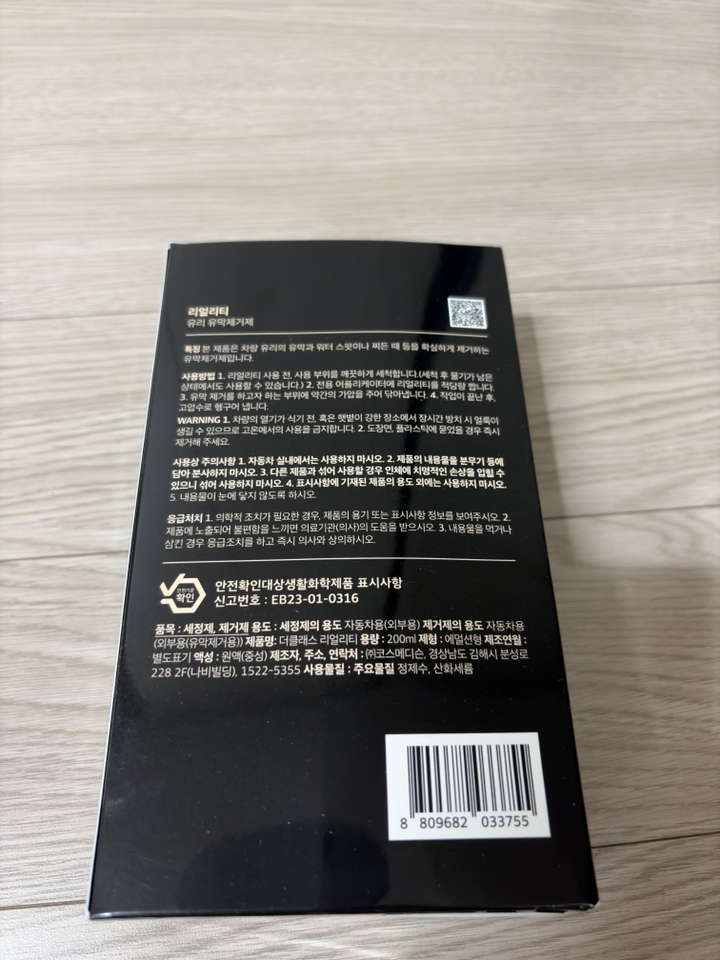 리얼리티
유리 유막제거제
특징 본 제품은 차량 유리의 유막과 워터 스팟이나 찌든 때 등을 확실하게 제거하는
유막제거제입니다.
사용방법 1. 리얼리티 사용 전, 사용 부위를 깨끗하게 세척합니다.(세척 후 물기가 남은
상태에서도 사용할 수 있습니다.) 2. 전용 어플리케이터에 리얼리티를 적당량 뿝니다.
3. 유막 제거를 하고자 하는 부위에 약간의 가압을 주어 닦아냅니다. 4. 작업이 끝난 후,
고압수로 헹구어 냅니다.
WARNING 1. 차량의 열기가 식기 전, 혹은 햇볕이 강한 장소에서 장시간 방치 시 얼룩이
생길 수 있으므로 고온에서의 사용을 금지합니다. 2. 도장면, 플라스틱에 묻었을 경우 즉시
제거해 주세요.
사용상 주의사항 1. 자동차 실내에서는 사용하지 마시오. 2. 제품의 내용물을 분무기 등에
담아 분사하지 마시오. 3. 다른 제품과 섞어 사용할 경우 인체에 치명적인 손상을 입힐 수
있으니 섞어 사용하지 마시오. 4. 표시사항에 기재된 제품의 용도 외에는 사용하지 마시오.
5. 내용물이 눈에 닿지 않도록 하시오.
응급처치 1. 의학적 조치가 필요한 경우, 제품의 용기 또는 표시사항 정보를 보여주시오. 2.
제품에 노출되어 불편함을 느끼면 의료기관(의사)의 도움을 받으시오. 3. 내용물을 먹거나
삼킨 경우 응급조치를 하고 즉시 의사와 상의하시오.
안전기준
확인
안전확인대상생활화학제품 표시사항
신고번호 : EB23-01-0316
품목 : 세정제, 제거제 용도 : 세정제의 용도 자동차용(외부용) 제거제의 용도 자동차용
(외부용(유막제거용)) 제품명: 더클래스 리얼리티 용량 : 200ml 제형 : 에멀션형 제조연월 :
별도표기 액성 : 원액(중성) 제조자, 주소, 연락처 : ㈜코스메디슨, 경상남도 김해시 분성로
228 2F(나비빌딩), 1522-5355 사용물질 : 주요물질 정제수, 산화세륨
8 809682 033755